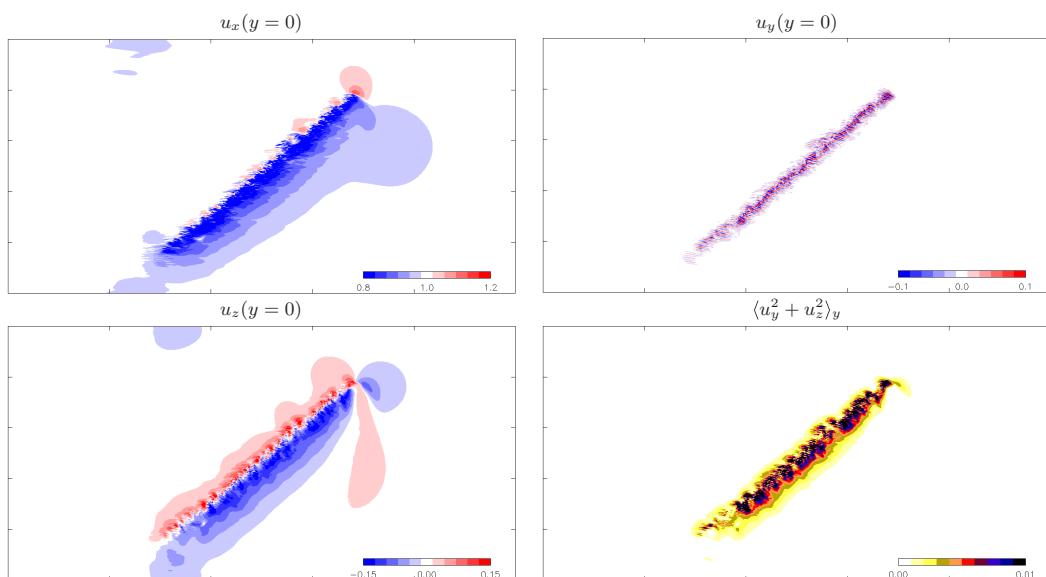 u_x(y = 0)
u_y(y = 0)
0.8 1.0 1.2
−0.1 0.0 0.1
u_z(y = 0)
⟨u_y^2 + u_z^2⟩_y
−0.15 −0.00 0.15
0.00 0.01